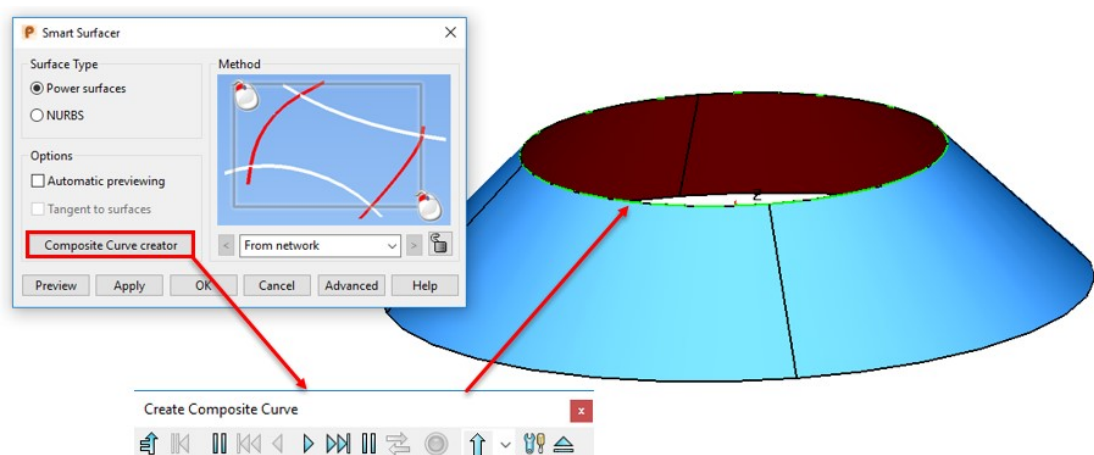 Smart Surfacer
Surface Type
Power surfaces
NURBS
Method
Options
Automatic previewing
Tangent to surfaces
Composite Curve creator
From network
Preview Apply OK Cancel Advanced Help
Z
Create Composite Curve